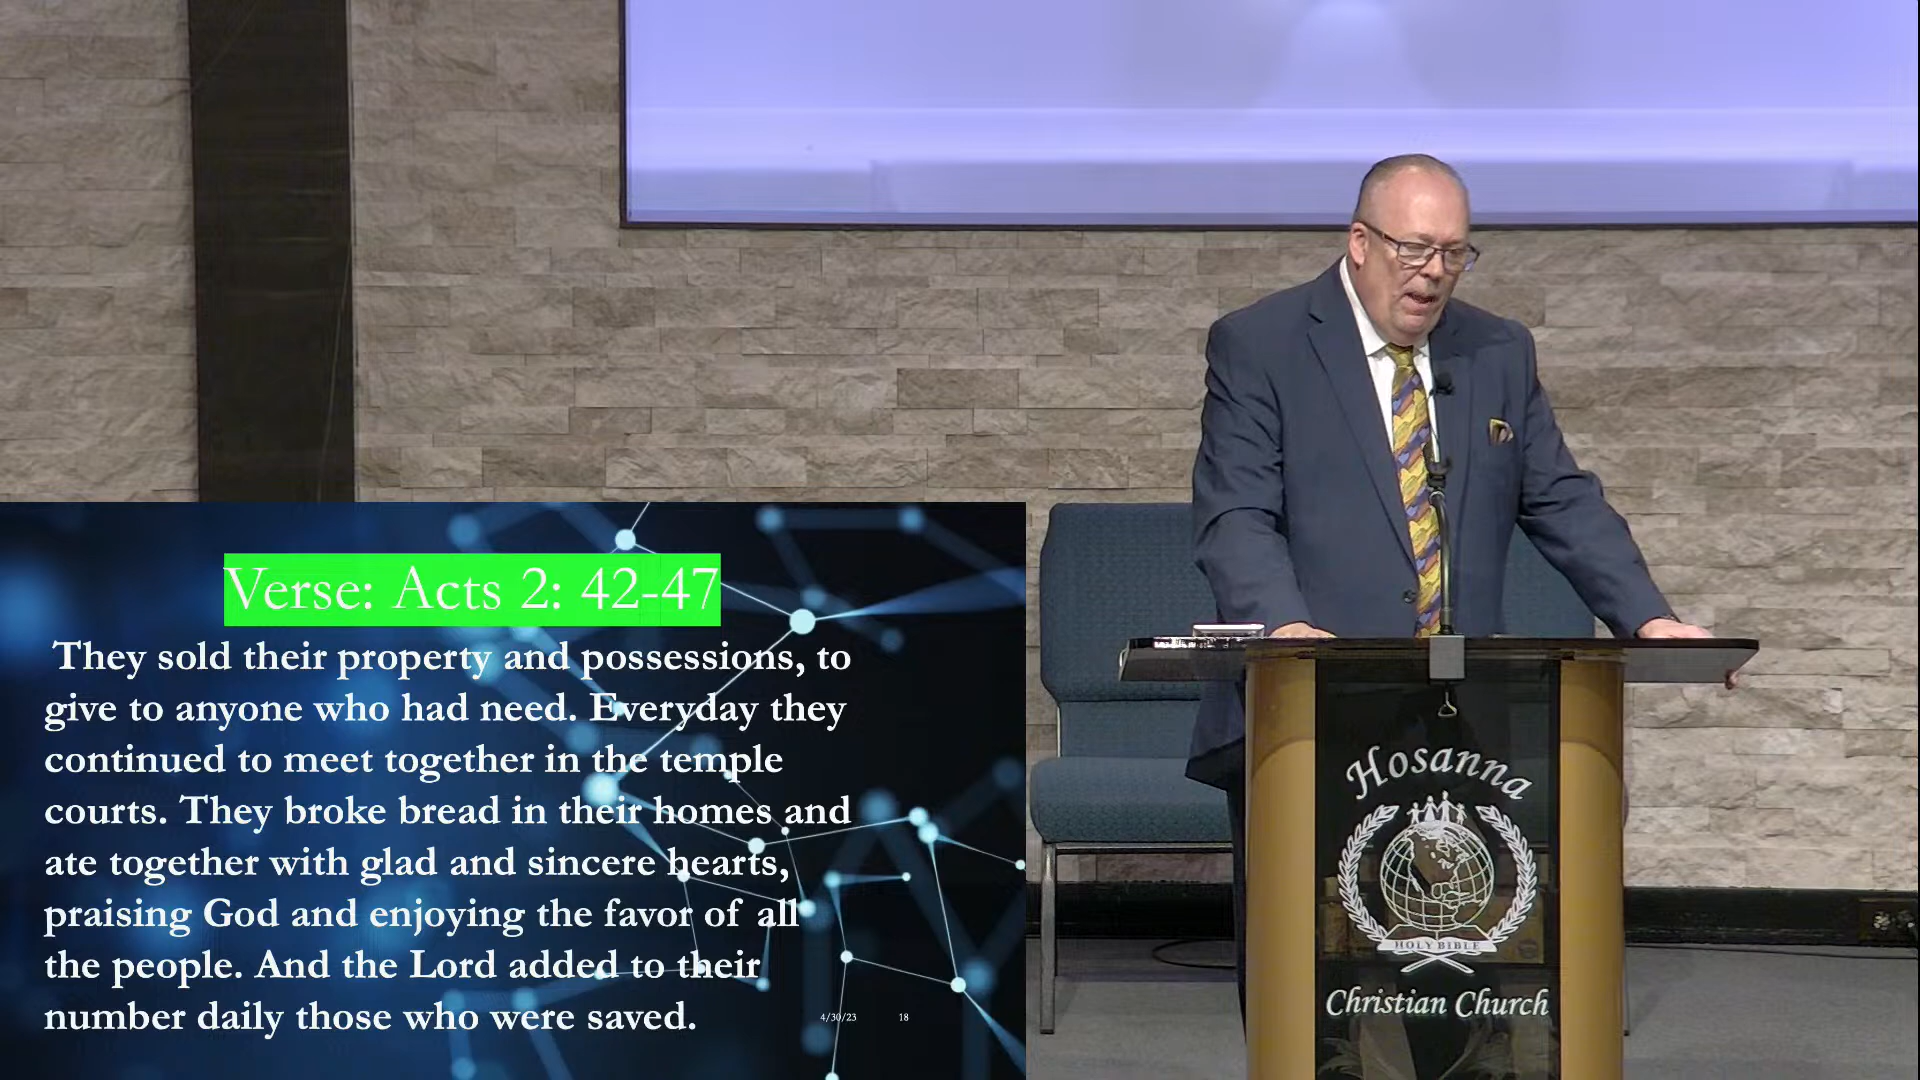 Verse: Acts 2: 42-47
They sold their property and possessions, to
give to anyone who had need. Everyday they
continued to meet together in the temple
courts. They broke bread in their homes and
ate together with glad and sincere hearts,
praising God and enjoying the favor of all
the people. And the Lord added to their
number daily those who were saved.
4/30/23
18
Hosanna
HOLY BIBLE
Christian Church